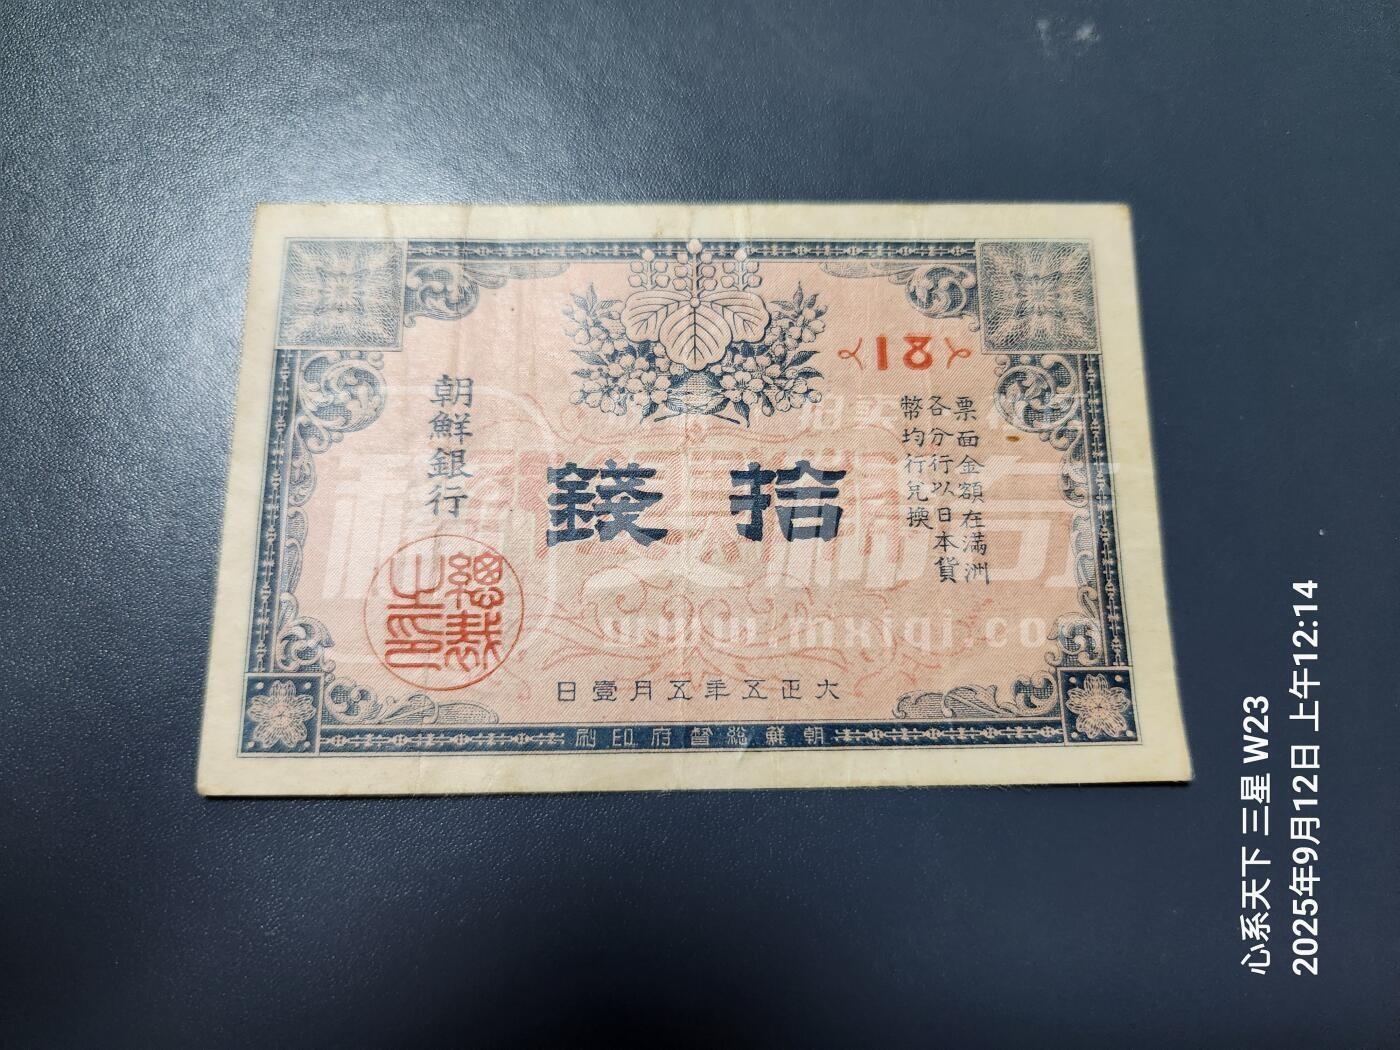 {18}
票面金額在滿洲
各分行以日本貨
幣均行兌換
拾錢
朝鮮銀行
總裁之印
大正五年五月壹日
朝鮮總督府印刷
www.mxiqi.co
心系天下 三星 W23
2025年9月12日 上午12:14